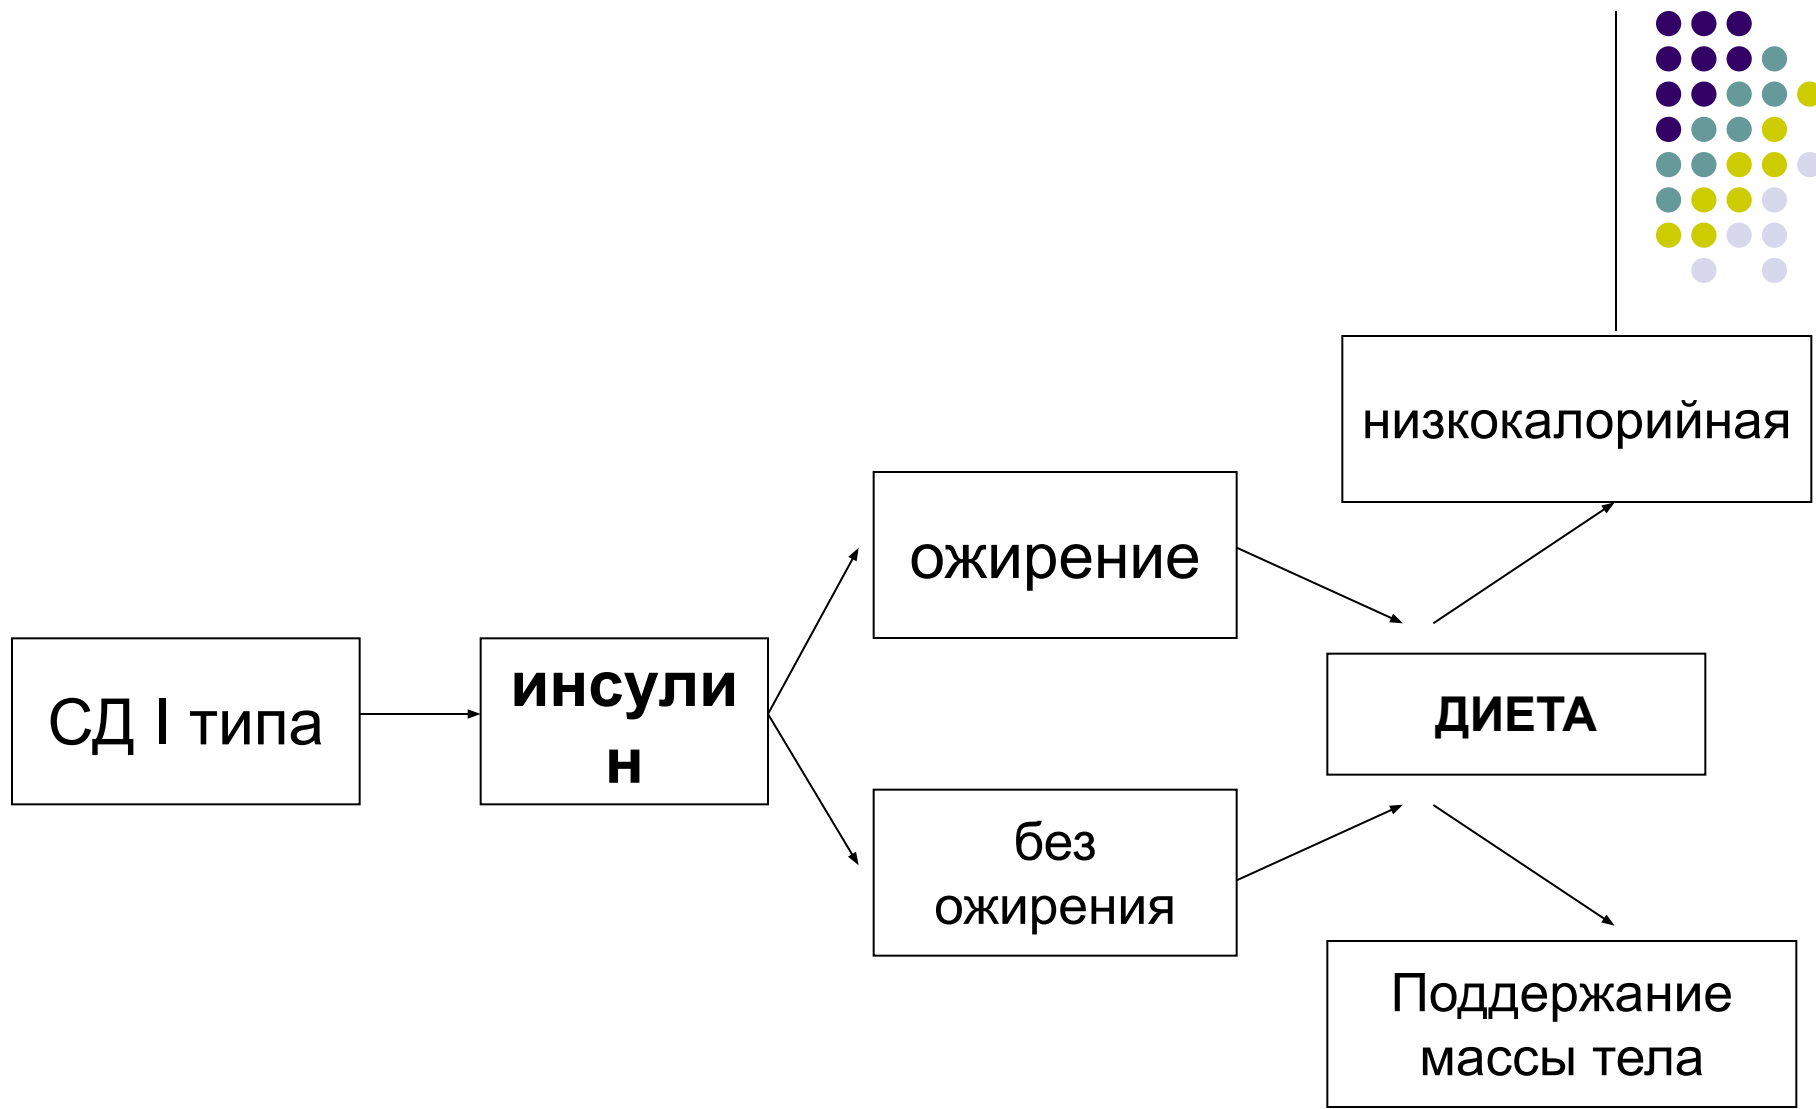 низкокалорийная
ожирение
СД I типа
инсули
н
ДИЕТА
без
ожирения
Поддержание
массы тела